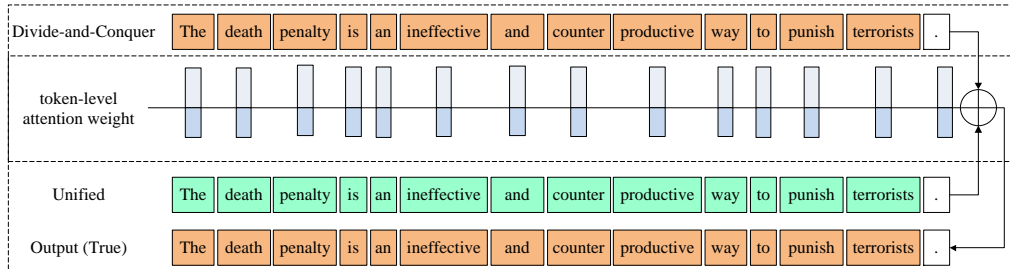 Divide-and-Conquer The death penalty is an ineffective and counter productive way to punish terrorists .
token-level
attention weight
Unified The death penalty is an ineffective and counter productive way to punish terrorists .
Output (True) The death penalty is an ineffective and counter productive way to punish terrorists .